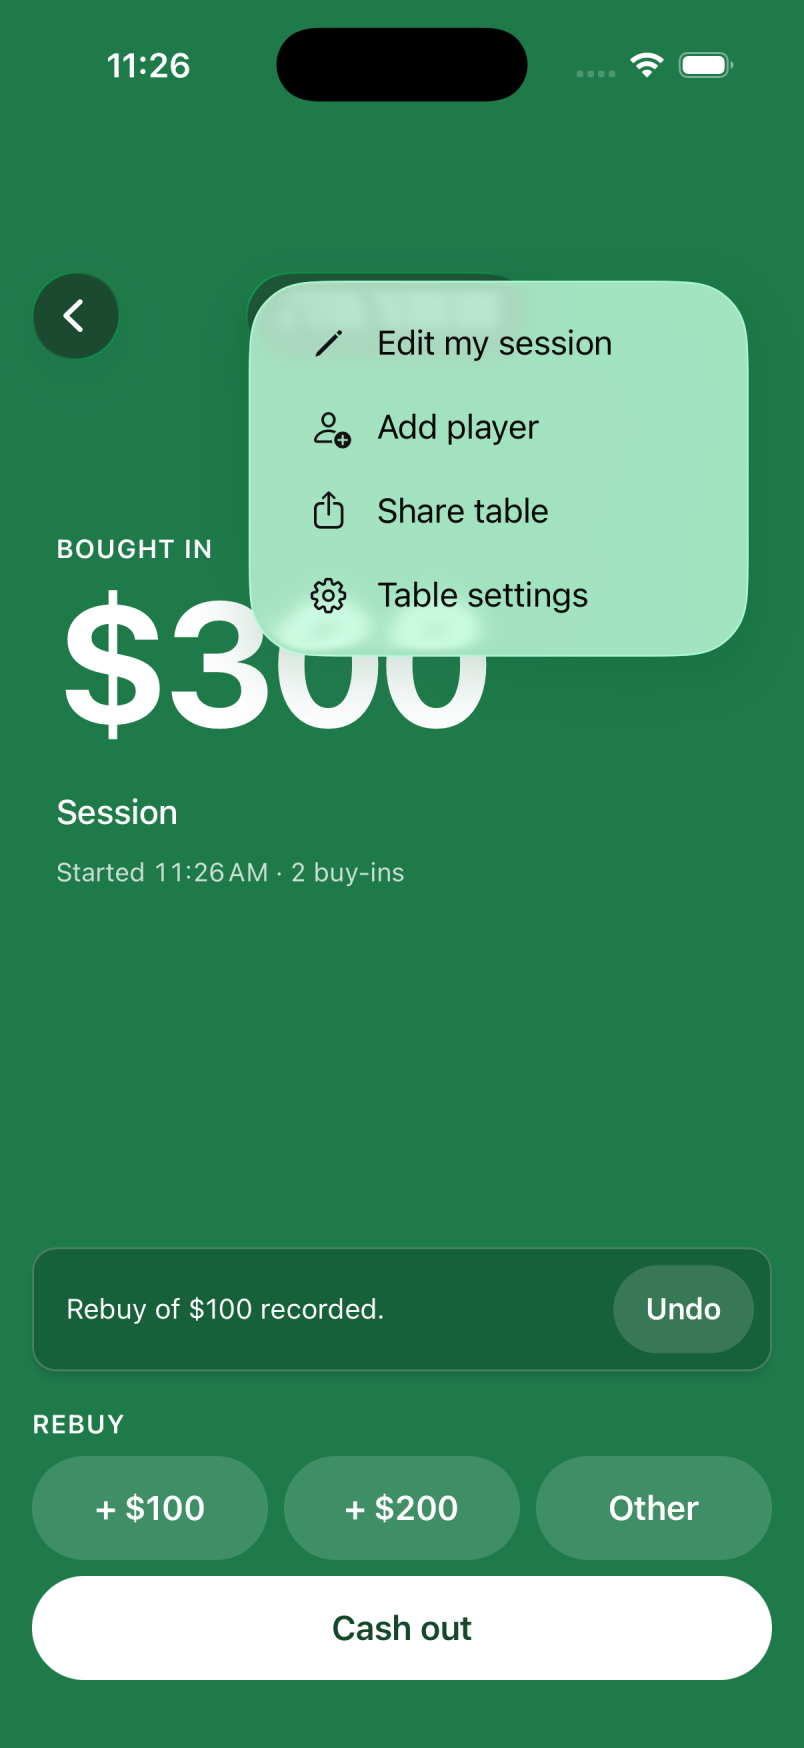 11:26
Edit my session
Add player
Share table
Table settings
BOUGHT IN
$300
Session
Started 11:26 AM · 2 buy-ins
Rebuy of $100 recorded.
Undo
REBUY
+ $100
+ $200
Other
Cash out